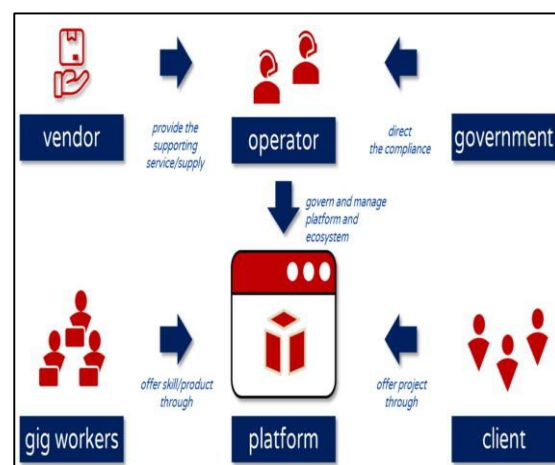 vendor
provide the
supporting
service/supply
operator
direct
the compliance
government
govern and manage
platform and
ecosystem
offer skill/product
through
offer project
through
gig workers
platform
client